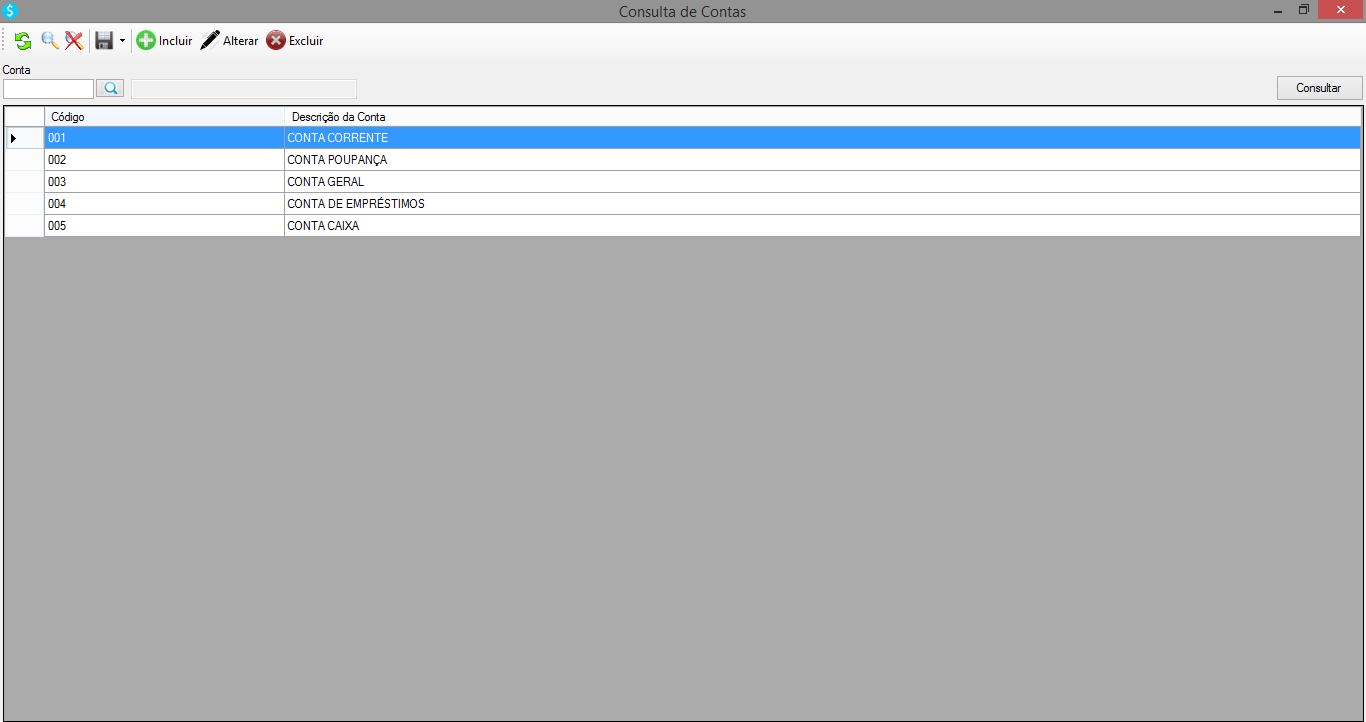 Consulta de Contas
Incluir Alterar Excluir
Conta
Consultar
Código Descrição da Conta
001 CONTA CORRENTE
002 CONTA POUPANÇA
003 CONTA GERAL
004 CONTA DE EMPRÉSTIMOS
005 CONTA CAIXA